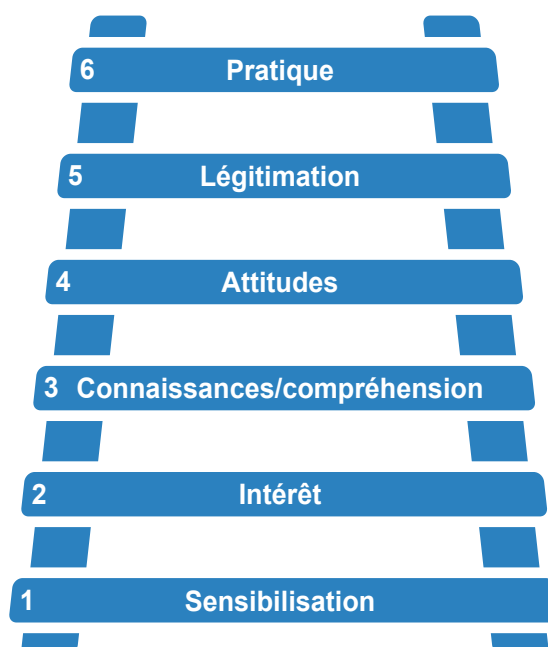 6 Pratique
5 Légitimation
4 Attitudes
3 Connaissances/compréhension
2 Intérêt
1 Sensibilisation